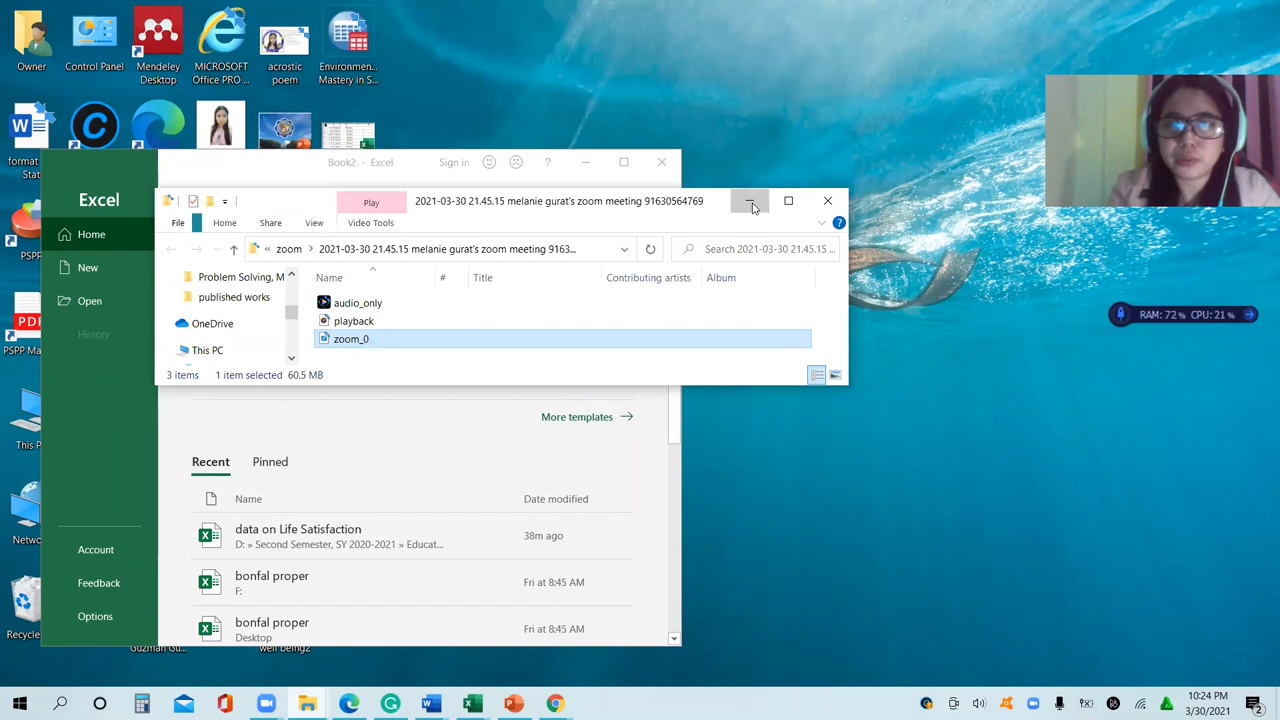 Owner
Control Panel
Mendeley
Desktop
MICROSOFT
Office PRO ...
acrostic
poem
Environmen...
Mastery in S...
format
Stat
PSPP
PDF
PSPP Ma
This P
Netwo
Recycle
Book2 - Excel
Sign in
?
Excel
Home
New
Open
History
Account
Feedback
Options
Play
2021-03-30 21.45.15 melanie gurat's zoom meeting 91630564769
File
Home
Share
View
Video Tools
« zoom > 2021-03-30 21.45.15 melanie gurat's zoom meeting 9163...
Search 2021-03-30 21.45.15 ...
Problem Solving, M
published works
OneDrive
This PC
Name
#
Title
Contributing artists
Album
audio_only
playback
zoom_0
3 items
1 item selected 60.5 MB
More templates
Recent
Pinned
Name
Date modified
data on Life Satisfaction
D: » Second Semester, SY 2020-2021 » Educat...
38m ago
bonfal proper
F:
Fri at 8:45 AM
bonfal proper
Desktop
Fri at 8:45 AM
Guzman Gu...
well being2
RAM: 72% CPU: 21%
10:24 PM
3/30/2021
2